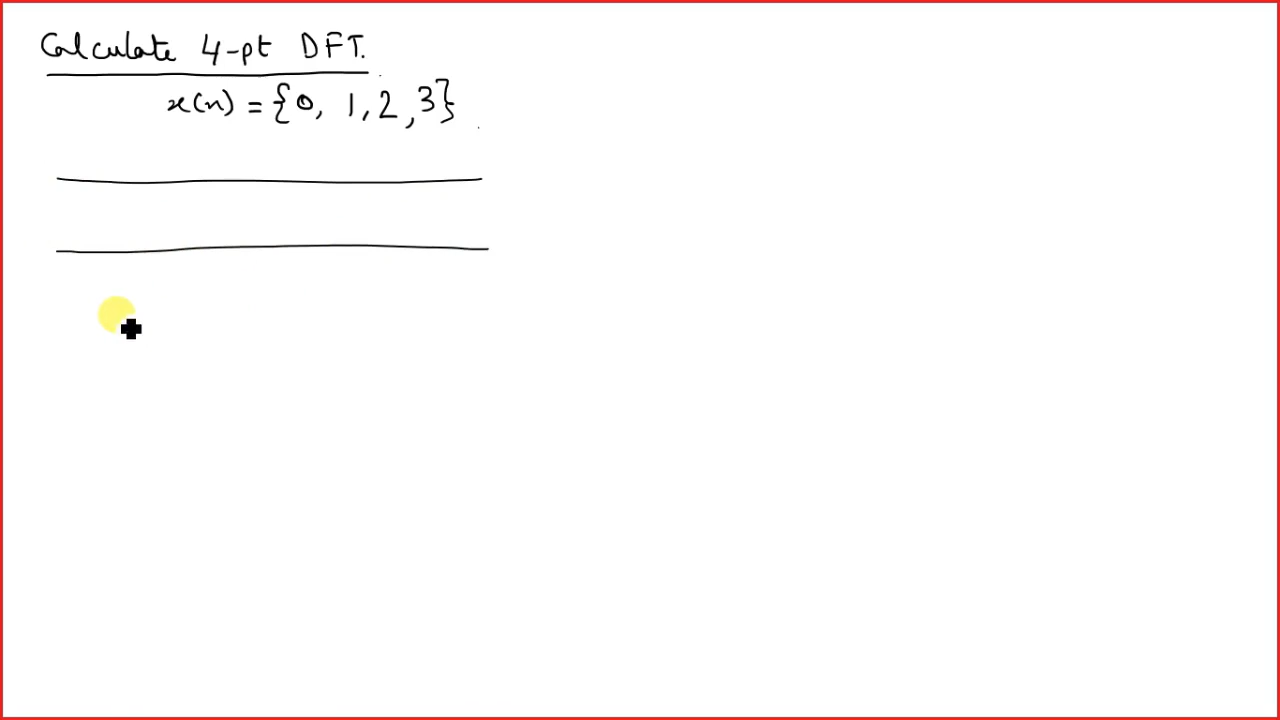 Calculate 4-pt DFT.
x(n) = {0, 1, 2, 3}